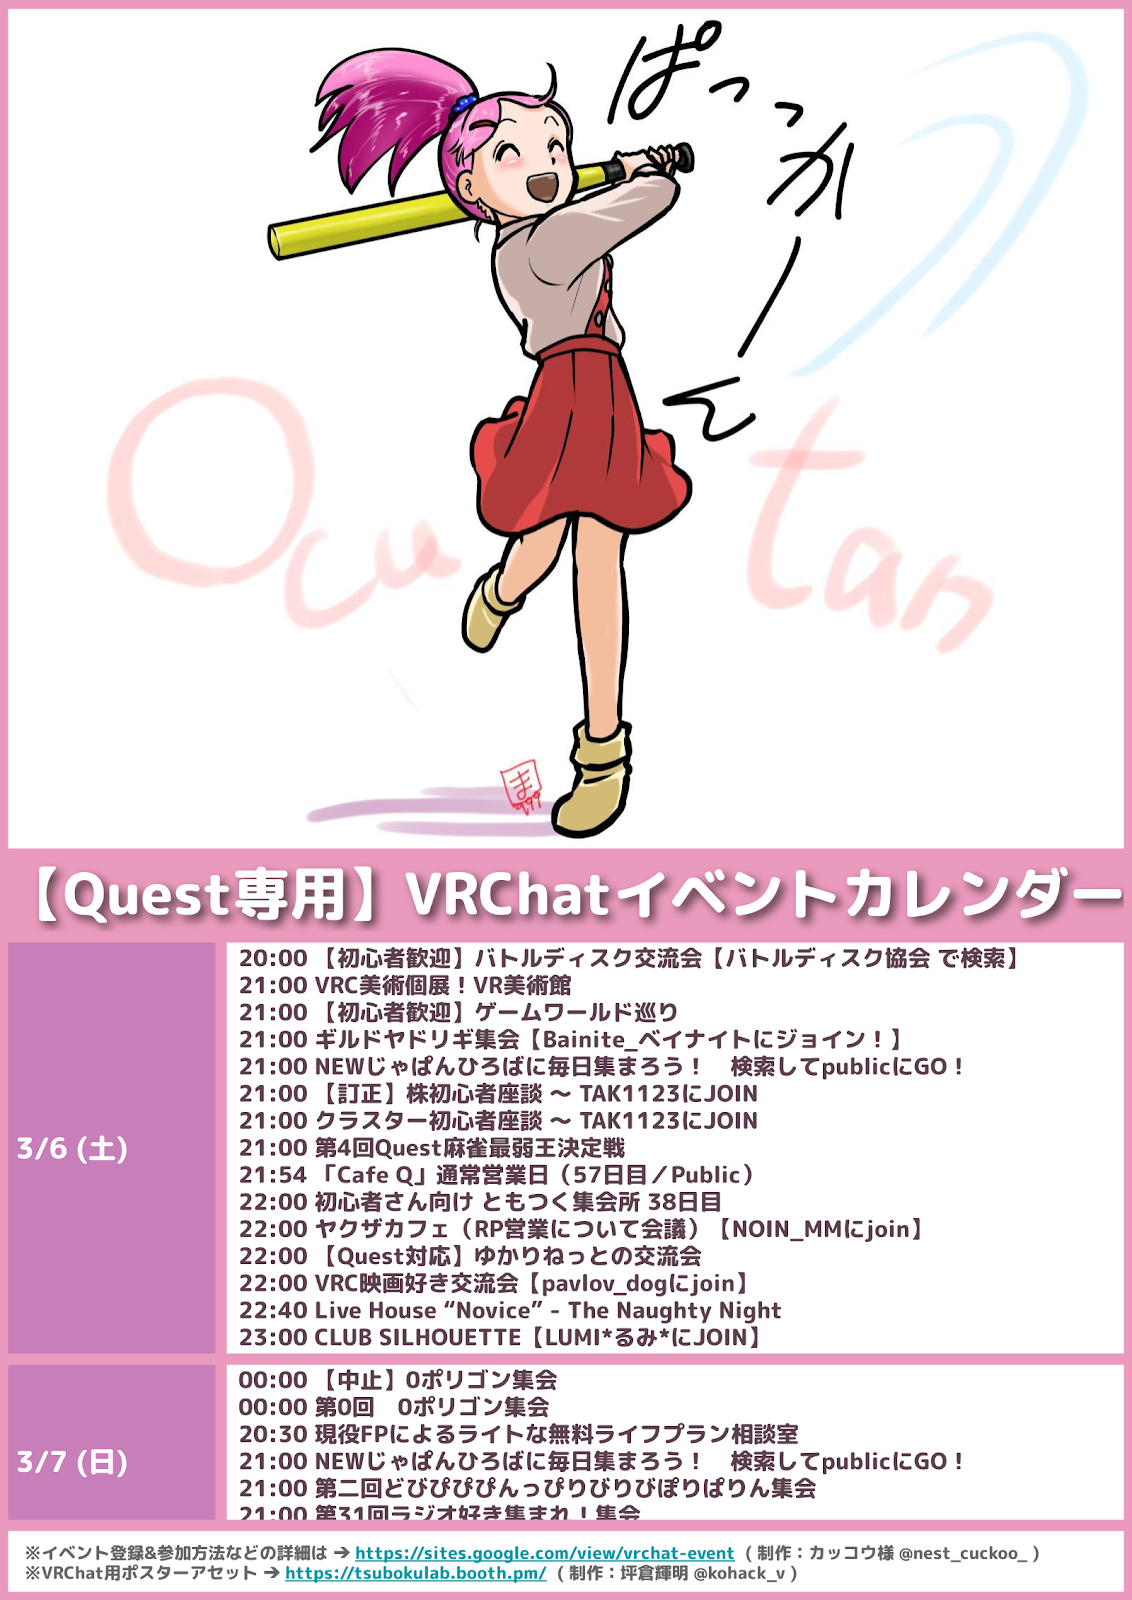 ぱっっかーん
Qcutan
ま
999
【Quest専用】VRChatイベントカレンダー
3/6 (土)
20:00 【初心者歓迎】バトルディスク交流会【バトルディスク協会 で検索】
21:00 VRC美術個展！VR美術館
21:00 【初心者歓迎】ゲームワールド巡り
21:00 ギルドヤドリギ集会【Bainite_ベイナイトにジョイン！】
21:00 NEWじゃぱんひろばに毎日集まろう！　検索してpublicにGO！
21:00 【訂正】株初心者座談 〜 TAK1123にJOIN
21:00 クラスター初心者座談 〜 TAK1123にJOIN
21:00 第4回Quest麻雀最弱王決定戦
21:54 「Cafe Q」通常営業日（57日目／Public）
22:00 初心者さん向け ともつく集会所 38日目
22:00 ヤクザカフェ（RP営業について会議）【NOIN_MMにjoin】
22:00 【Quest対応】ゆかりねっとの交流会
22:00 VRC映画好き交流会【pavlov_dogにjoin】
22:40 Live House “Novice” - The Naughty Night
23:00 CLUB SILHOUETTE【LUMI*るみ*にJOIN】
3/7 (日)
00:00 【中止】0ポリゴン集会
00:00 第0回　0ポリゴン集会
20:30 現役FPによるライトな無料ライフプラン相談室
21:00 NEWじゃぱんひろばに毎日集まろう！　検索してpublicにGO！
21:00 第二回どびぴぴぴんっぴりびりびぽりぱりん集会
21:00 第31回ラジオ好き集まれ！集会
※イベント登録&参加方法などの詳細は ➔ https://sites.google.com/view/vrchat-event （ 制作：カッコウ様 @nest_cuckoo_ ）
※VRChat用ポスターアセット ➔ https://tsubokulab.booth.pm/ （ 制作：坪倉輝明 @kohack_v ）